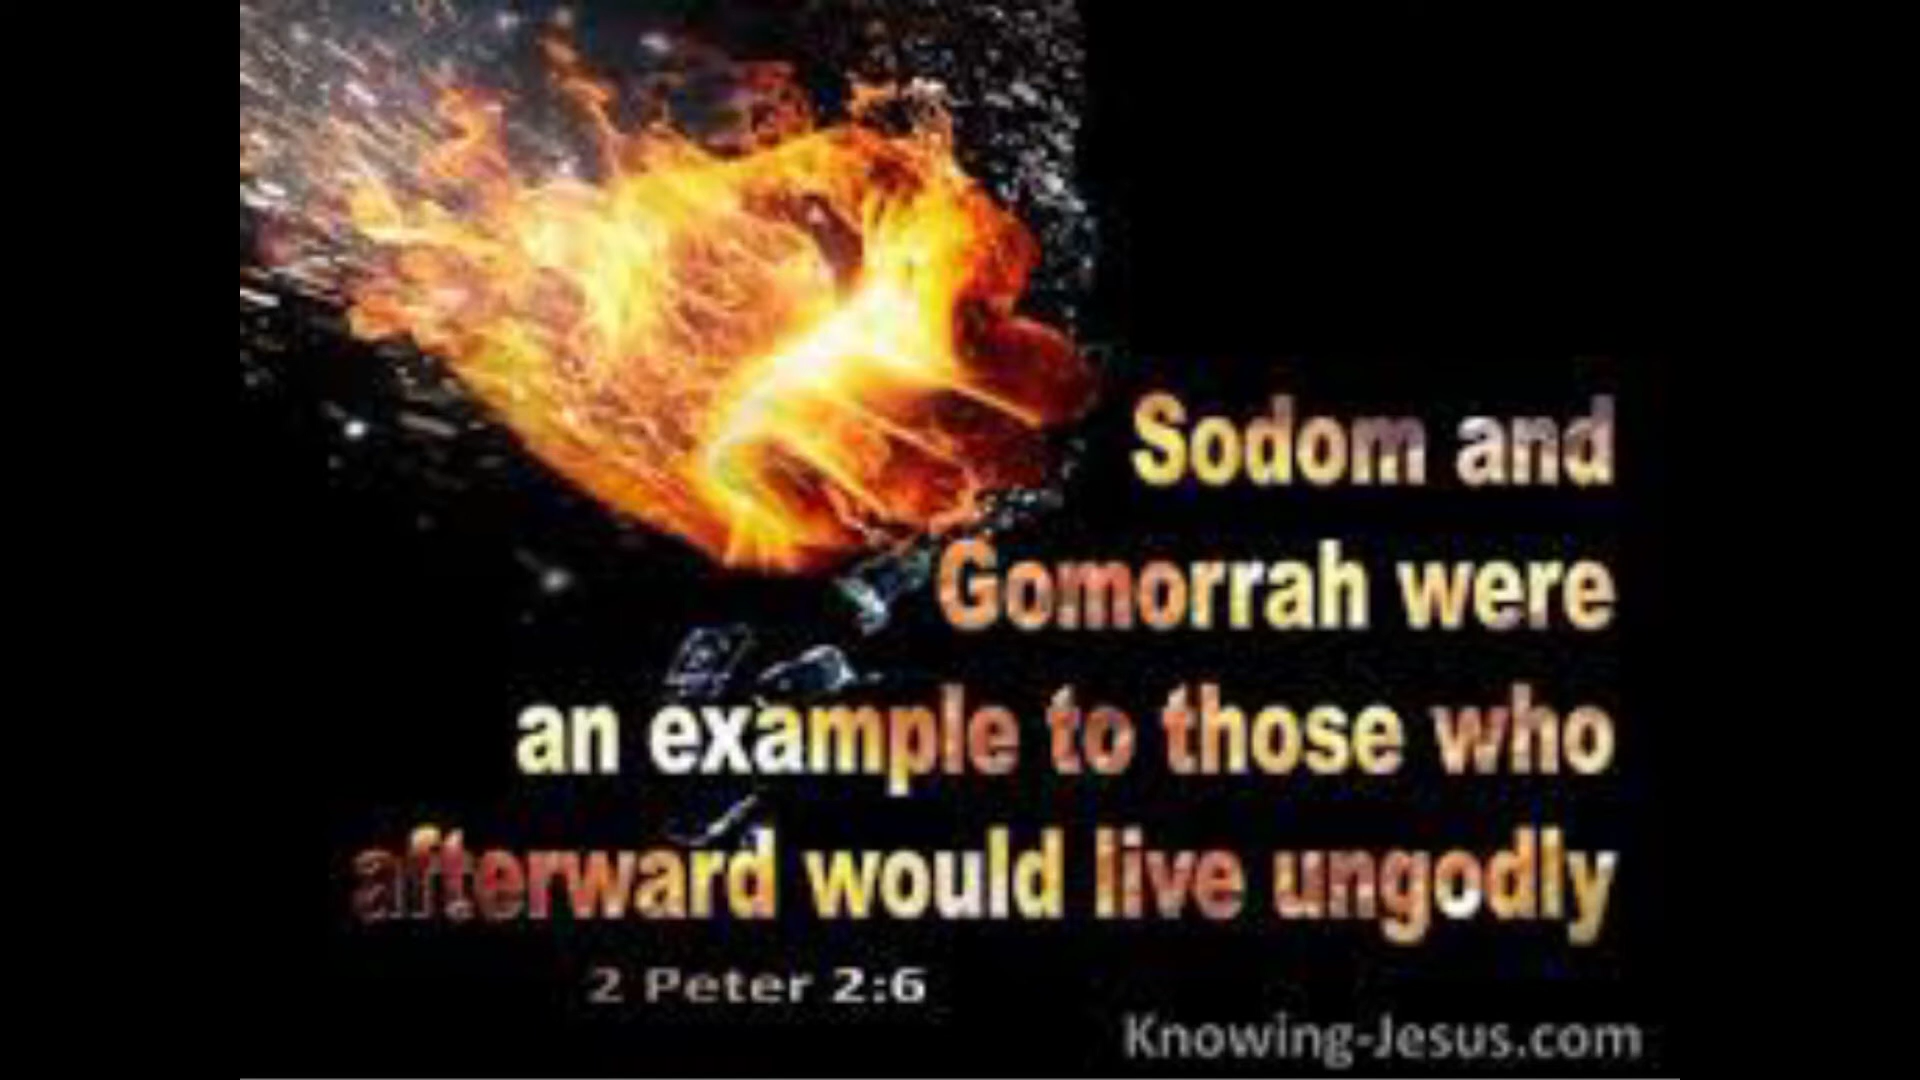 Sodom and
Gomorrah were
an example to those who
afterward would live ungodly
2 Peter 2:6
Knowing-Jesus.com